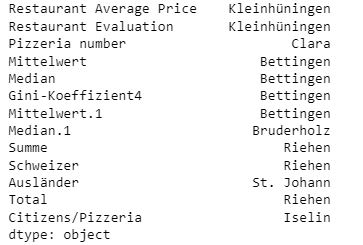 Restaurant Average Price Kleinhüningen
Restaurant Evaluation Kleinhüningen
Pizzeria number Clara
Mittelwert Bettingen
Median Bettingen
Gini-Koeffizient4 Bettingen
Mittelwert.1 Bettingen
Median.1 Bruderholz
Summe Riehen
Schweizer Riehen
Ausländer St. Johann
Total Riehen
Citizens/Pizzeria Iselin
dtype: object